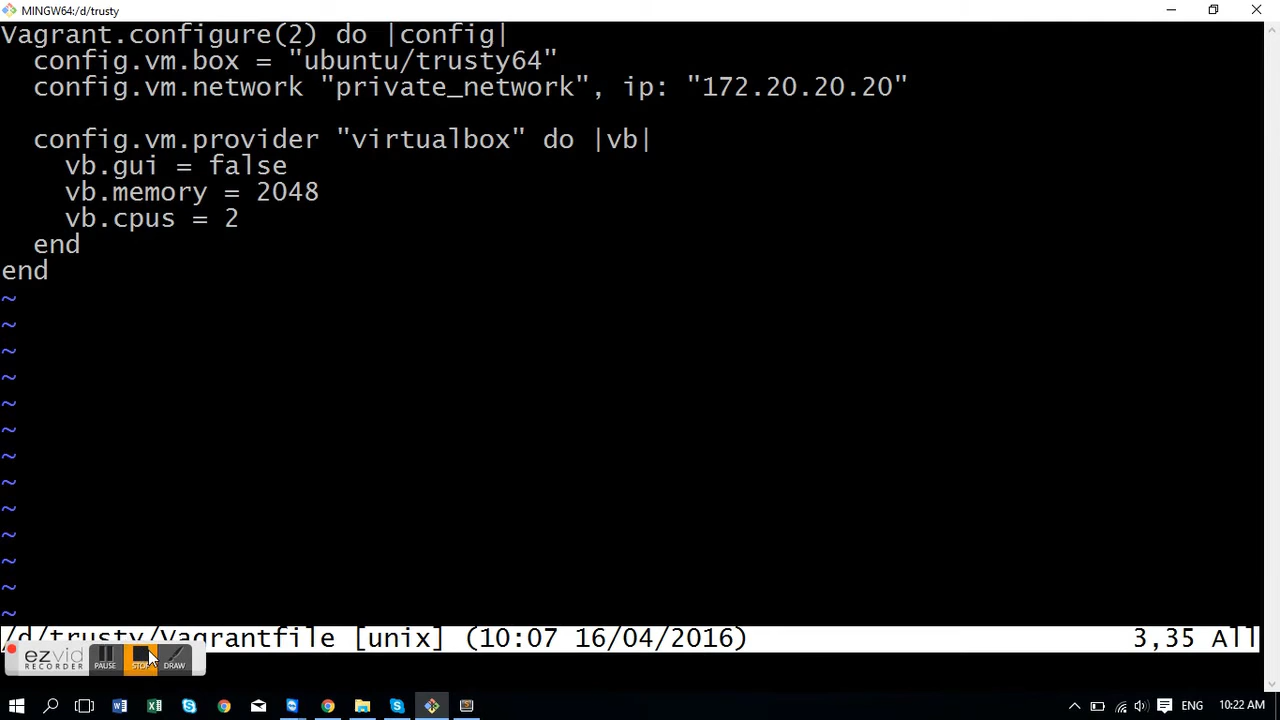 MINGW64:/d/trusty
Vagrant.configure(2) do |config|
  config.vm.box = "ubuntu/trusty64"
  config.vm.network "private_network", ip: "172.20.20.20"
  config.vm.provider "virtualbox" do |vb|
    vb.gui = false
    vb.memory = 2048
    vb.cpus = 2
  end
end
~
~
~
~
~
~
~
~
~
~
~
~
~
/d/trusty/Vagrantfile [unix] (10:07 16/04/2016) 3,35 All
ezvid
RECORDER
PAUSE STOP DRAW
ENG 10:22 AM